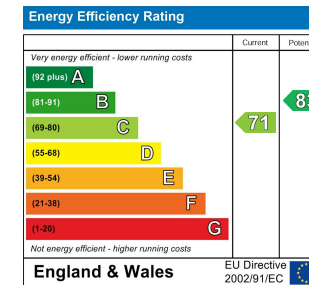 Energy Efficiency Rating
Current
Very energy efficient - lower running costs
(92 plus) A
(81-91) B
(69-80) C
71
(55-68) D
(39-54) E
(21-38) F
(1-20) G
Not energy efficient - higher running costs
England & Wales
EU Directive
2002/91/EC